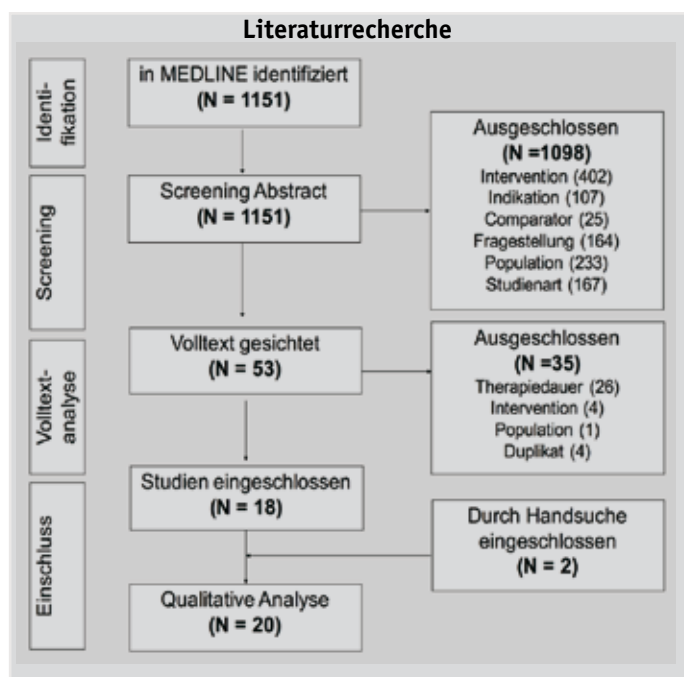 Literaturrecherche
Identi-
fikation
in MEDLINE identifiziert
(N = 1151)
Screening
Screening Abstract
(N = 1151)
Ausgeschlossen
(N =1098)
Intervention (402)
Indikation (107)
Comparator (25)
Fragestellung (164)
Population (233)
Studienart (167)
Volltext-
analyse
Volltext gesichtet
(N = 53)
Ausgeschlossen
(N =35)
Therapiedauer (26)
Intervention (4)
Population (1)
Duplikat (4)
Einschluss
Studien eingeschlossen
(N = 18)
Durch Handsuche
eingeschlossen
(N = 2)
Qualitative Analyse
(N = 20)